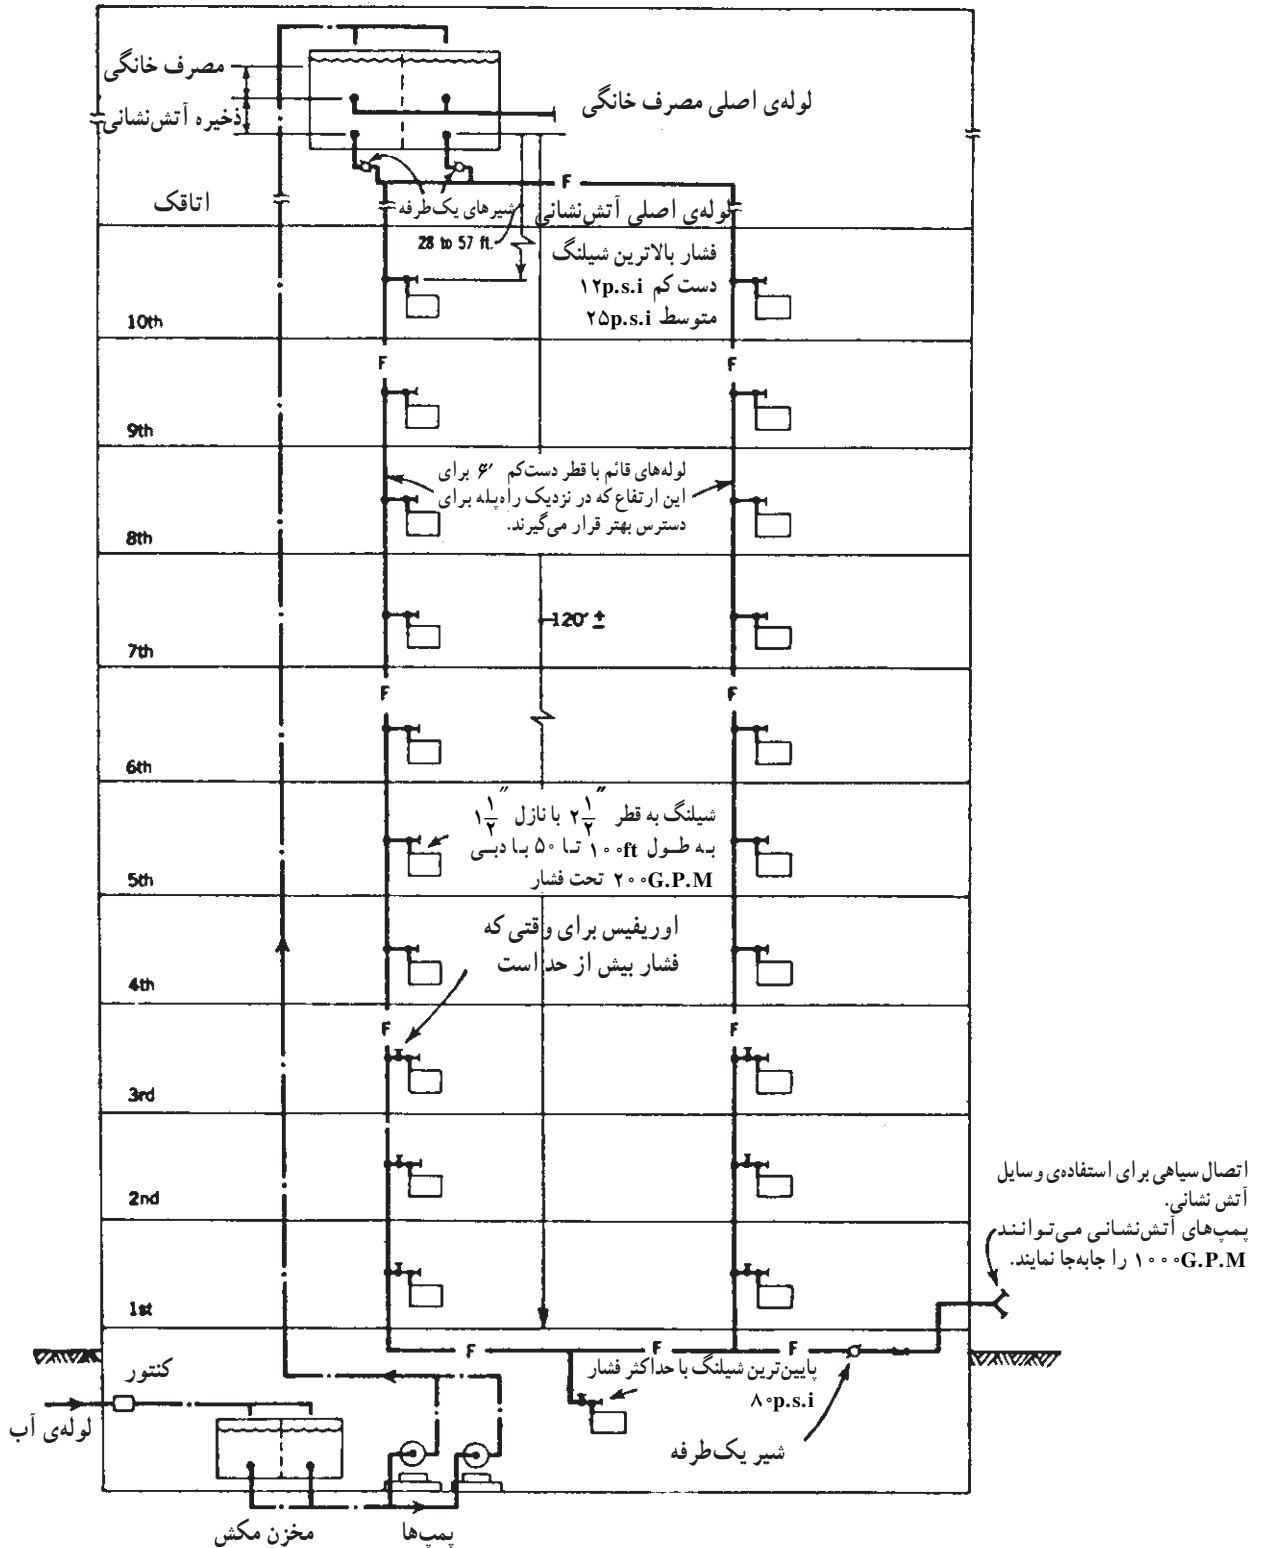 مصرف خانگی
لوله‌ی اصلی مصرف خانگی
ذخیره آتش‌نشانی
F
اتاقک
شیرهای یک‌طرفه
لوله‌ی اصلی آتش‌نشانی
28 to 57 ft.
فشار بالاترین شیلنگ
دست کم ۱۲p.s.i
متوسط ۲۵p.s.i
10th
F
F
9th
لوله‌های قائم با قطر دست‌کم ۶″ برای
این ارتفاع که در نزدیک راه‌پله برای
دسترس بهتر قرار می‌گیرند.
8th
120' ±
7th
F
F
6th
شیلنگ به قطر ۲ ۱/۲″ با نازل ۱ ۱/۲″
به طول ۱۰۰ft تا ۵۰ با دبی
۲۰۰G.P.M تحت فشار
5th
اوریفیس برای وقتی که
فشار بیش از حد است
4th
F
F
3rd
2nd
اتصال سیاهی برای استفاده‌ی وسایل
آتش نشانی.
پمپ‌های آتش‌نشانی می‌توانند
۱۰۰۰G.P.M را جابه‌جا نمایند.
1st
F
F
F
کنتور
پایین‌ترین شیلنگ با حداکثر فشار
۸۰p.s.i
لوله‌ی آب
شیر یک‌طرفه
مخزن مکش
پمپ‌ها